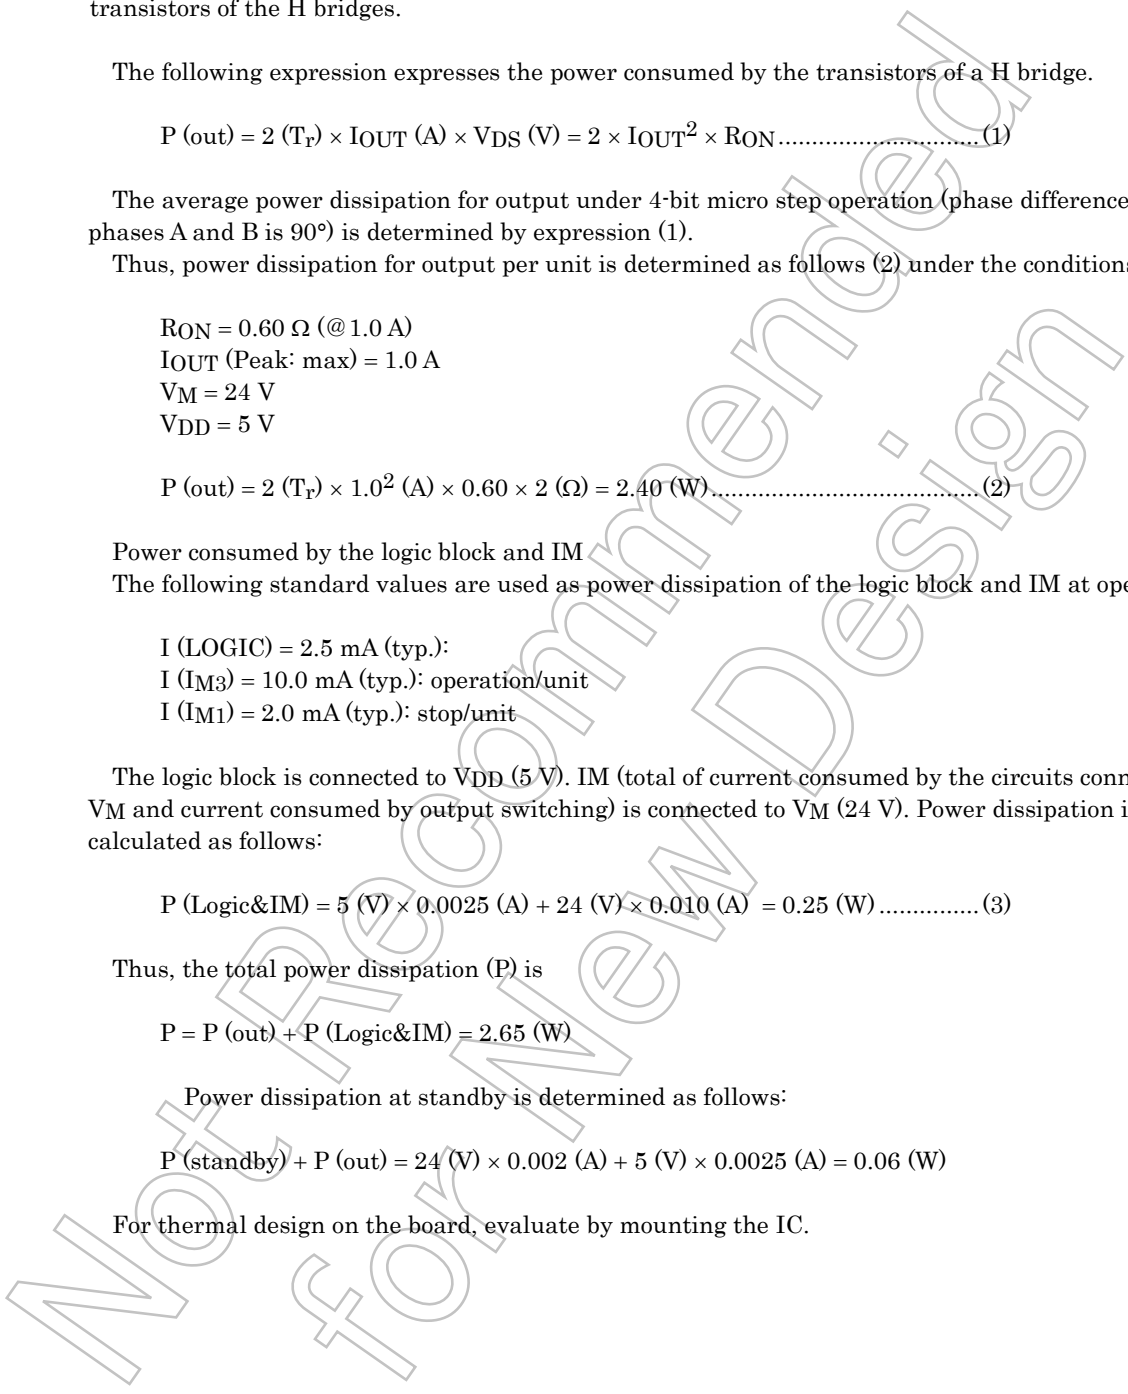 transistors of the H bridges.
The following expression expresses the power consumed by the transistors of a H bridge.
P (out) = 2 (Tr) × IOUT (A) × VDS (V) = 2 × IOUT² × RON..............................(1)
The average power dissipation for output under 4-bit micro step operation (phase difference
phases A and B is 90°) is determined by expression (1).
Thus, power dissipation for output per unit is determined as follows (2) under the condition
RON = 0.60 Ω (@1.0 A)
IOUT (Peak: max) = 1.0 A
VM = 24 V
VDD = 5 V
P (out) = 2 (Tr) × 1.0² (A) × 0.60 × 2 (Ω) = 2.40 (W)........................................(2)
Power consumed by the logic block and IM
The following standard values are used as power dissipation of the logic block and IM at ope
I (LOGIC) = 2.5 mA (typ.):
I (IM3) = 10.0 mA (typ.): operation/unit
I (IM1) = 2.0 mA (typ.): stop/unit
The logic block is connected to VDD (5 V). IM (total of current consumed by the circuits conn
VM and current consumed by output switching) is connected to VM (24 V). Power dissipation i
calculated as follows:
P (Logic&IM) = 5 (V) × 0.0025 (A) + 24 (V) × 0.010 (A) = 0.25 (W)...............(3)
Thus, the total power dissipation (P) is
P = P (out) + P (Logic&IM) = 2.65 (W)
Power dissipation at standby is determined as follows:
P (standby) + P (out) = 24 (V) × 0.002 (A) + 5 (V) × 0.0025 (A) = 0.06 (W)
For thermal design on the board, evaluate by mounting the IC.
Not Recommended
for New Design